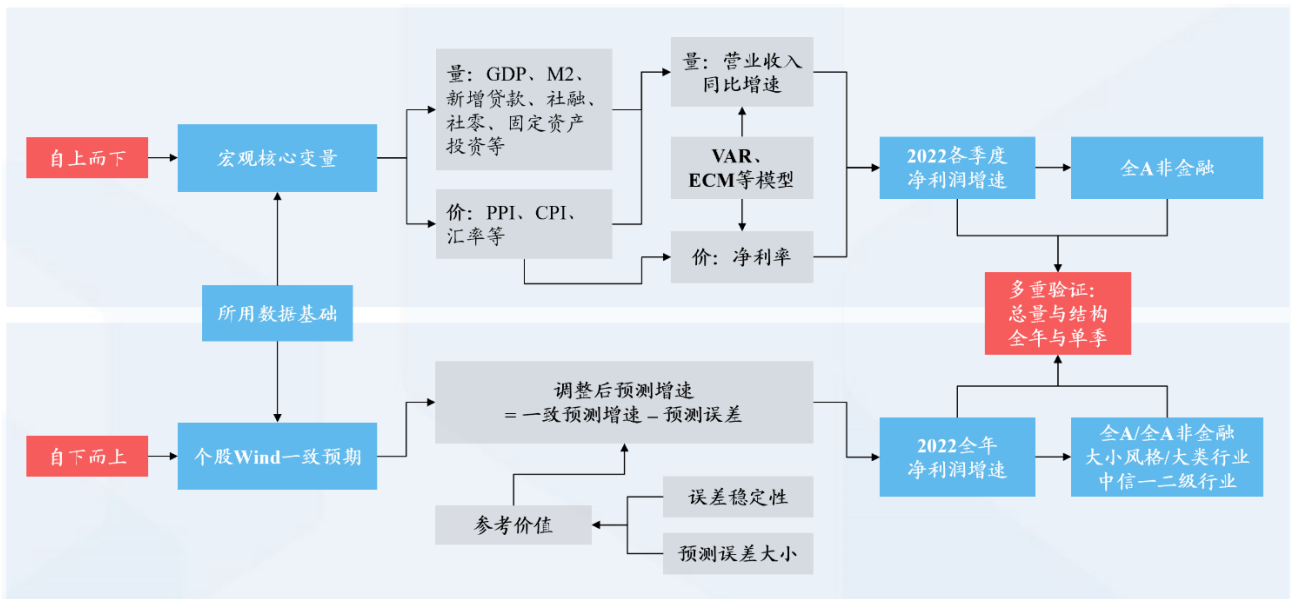 自上而下
宏观核心变量
量：GDP、M2、
新增贷款、社融、
社零、固定资产
投资等
价：PPI、CPI、
汇率等
量：营业收入
同比增速
VAR、
ECM等模型
价：净利率
2022各季度
净利润增速
全A非金融
所用数据基础
多重验证：
总量与结构
全年与单季
自下而上
个股Wind一致预期
调整后预测增速
= 一致预测增速 – 预测误差
参考价值
误差稳定性
预测误差大小
2022全年
净利润增速
全A/全A非金融
大小风格/大类行业
中信一二级行业